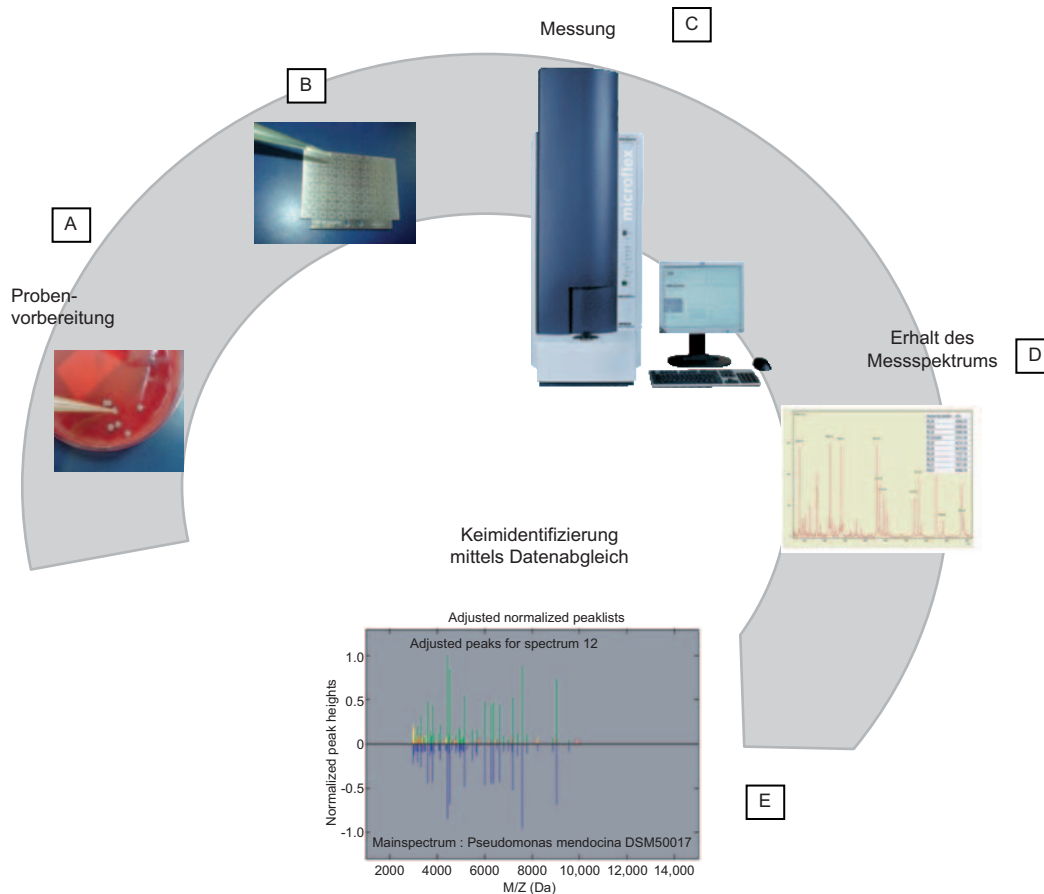 Messung
C
B
A
Proben-
vorbereitung
microflex
Erhalt des
Messspektrums
D
Keimidentifizierung
mittels Datenabgleich
Adjusted normalized peaklists
Adjusted peaks for spectrum 12
Normalized peak heights
1.0
0.5
0
-0.5
-1.0
Mainspectrum : Pseudomonas mendocina DSM50017
2000
4000
6000
8000
10,000
12,000
14,000
M/Z (Da)
E